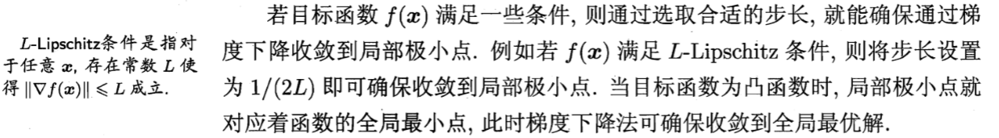 L-Lipschitz条件是指对
于任意 x, 存在常数 L 使
得 ‖∇f(x)‖ ⩽ L 成立.
若目标函数 f(x) 满足一些条件, 则通过选取合适的步长, 就能确保通过梯
度下降收敛到局部极小点. 例如若 f(x) 满足 L-Lipschitz 条件, 则将步长设置
为 1/(2L) 即可确保收敛到局部极小点. 当目标函数为凸函数时, 局部极小点就
对应着函数的全局最小点, 此时梯度下降法可确保收敛到全局最优解.